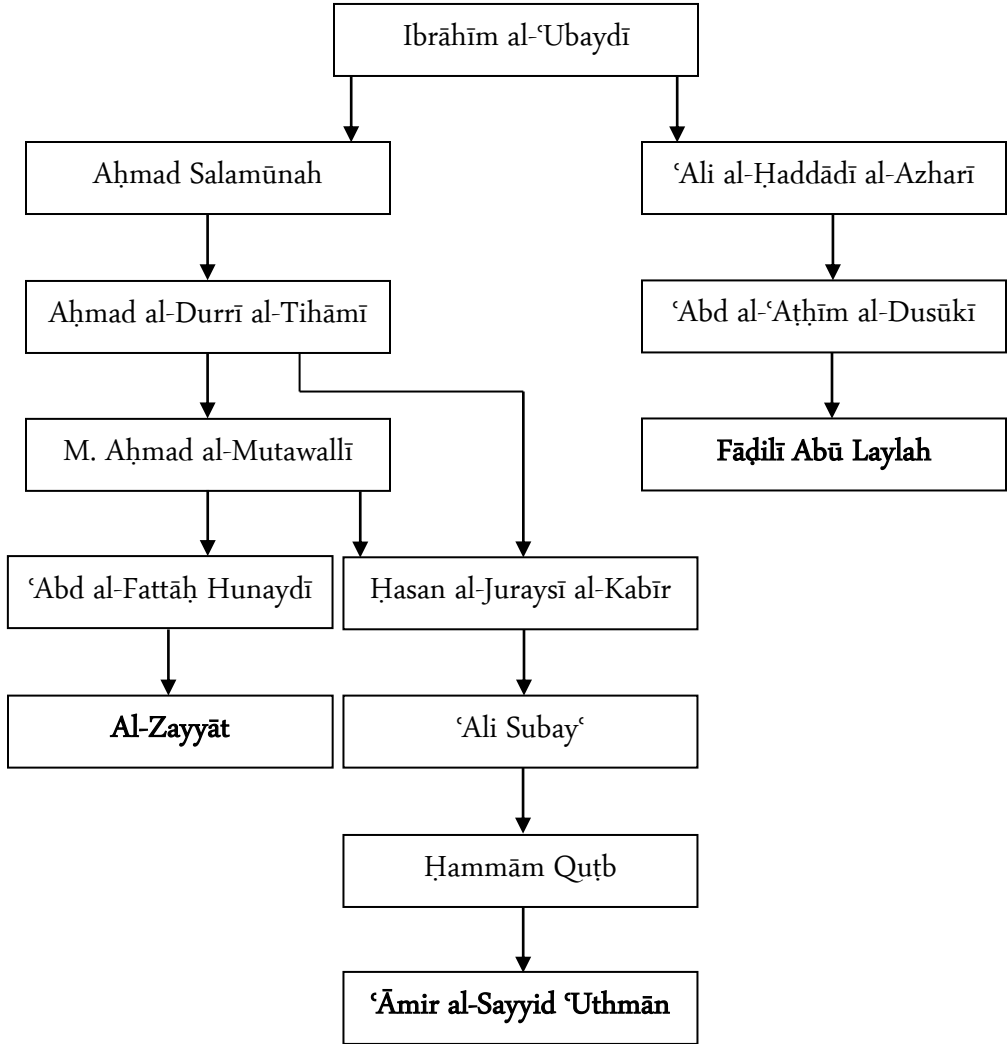 Ibrāhīm al-ʿUbaydī
Aḥmad Salamūnah
ʿAli al-Ḥaddādī al-Azharī
Aḥmad al-Durrī al-Tihāmī
ʿAbd al-ʿAṭḥīm al-Dusūkī
M. Aḥmad al-Mutawallī
Fāḍilī Abū Laylah
ʿAbd al-Fattāḥ Hunaydī
Ḥasan al-Juraysī al-Kabīr
Al-Zayyāt
ʿAli Subayʿ
Ḥammām Quṭb
ʿĀmir al-Sayyid ʿUthmān